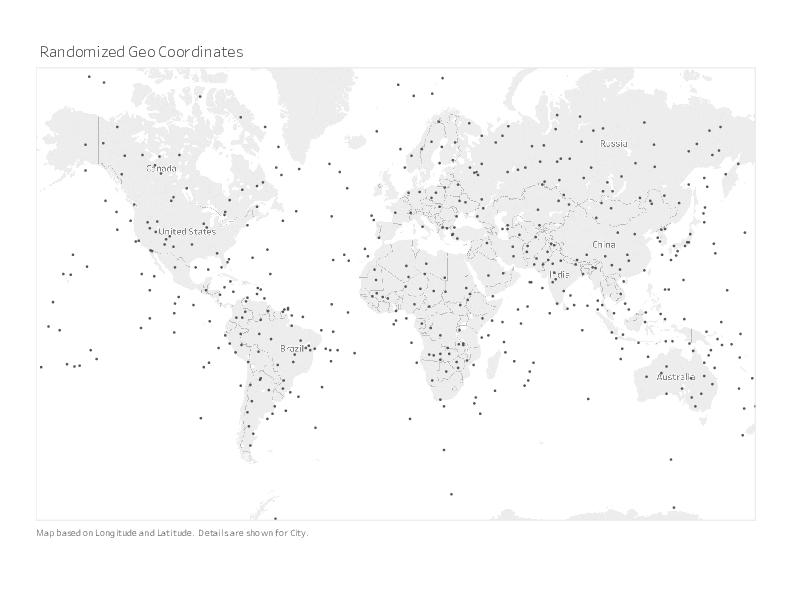 Randomized Geo Coordinates
Russia
Canada
United States
China
India
Brazil
Australia
Map based on Longitude and Latitude. Details are shown for City.